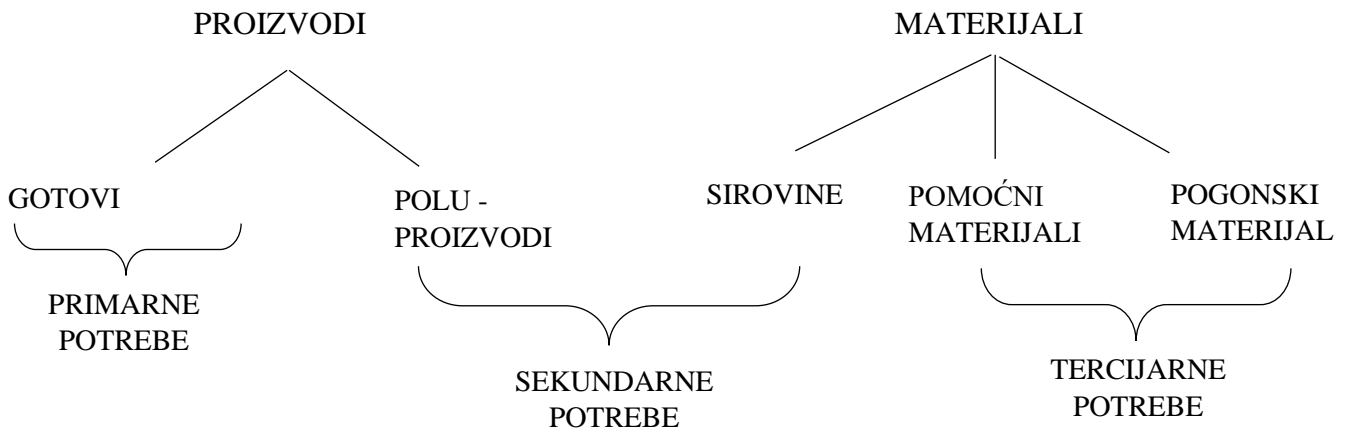 PROIZVODI
MATERIJALI
GOTOVI
POLU -
PROIZVODI
SIROVINE
POMOĆNI
MATERIJALI
POGONSKI
MATERIJAL
PRIMARNE
POTREBE
SEKUNDARNE
POTREBE
TERCIJARNE
POTREBE